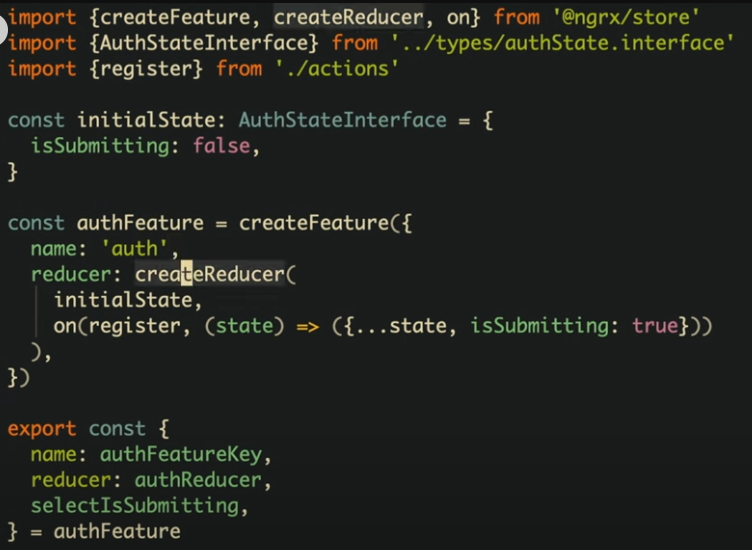 import {createFeature, createReducer, on} from '@ngrx/store'
import {AuthStateInterface} from '../types/authState.interface'
import {register} from './actions'

const initialState: AuthStateInterface = {
  isSubmitting: false,
}

const authFeature = createFeature({
  name: 'auth',
  reducer: createReducer(
    initialState,
    on(register, (state) => ({...state, isSubmitting: true}))
  ),
})

export const {
  name: authFeatureKey,
  reducer: authReducer,
  selectIsSubmitting,
} = authFeature